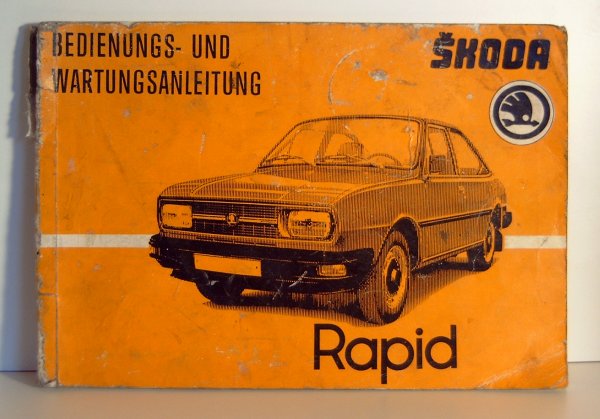 BEDIENUNGS- UND
WARTUNGSANLEITUNG
ŠKODA
Rapid